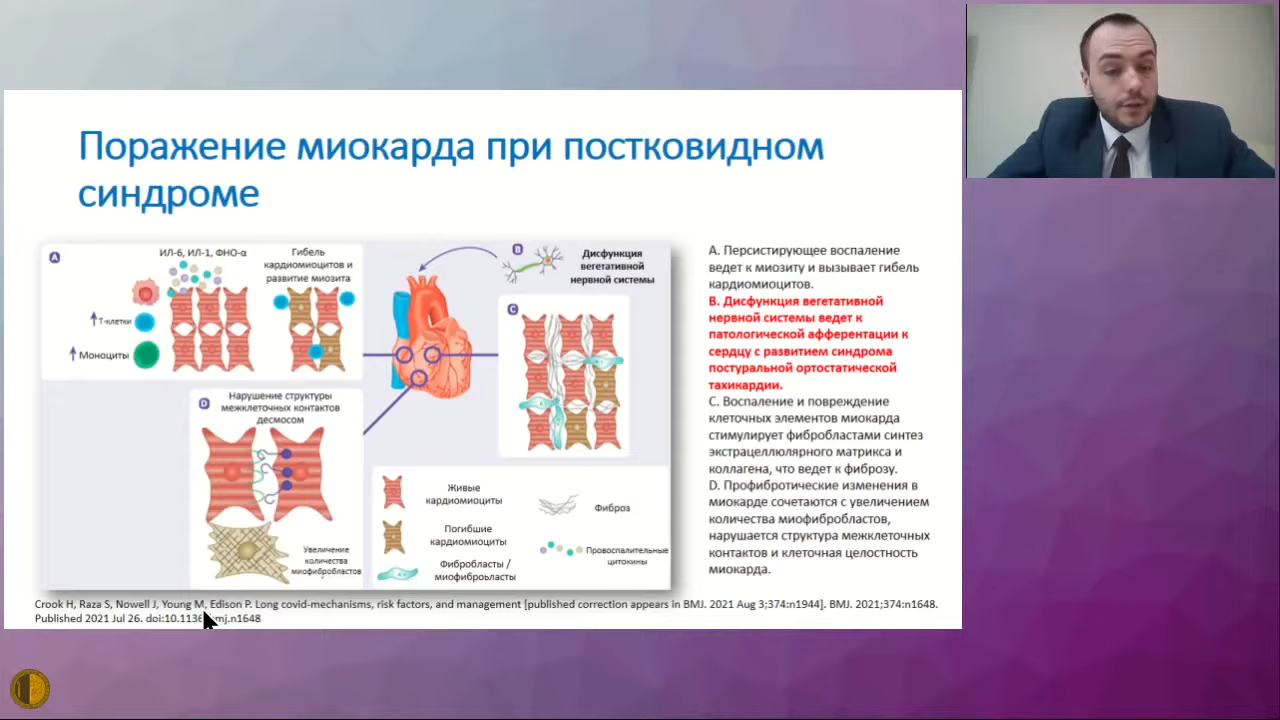 Поражение миокарда при постковидном
синдроме
A
ИЛ-6, ИЛ-1, ФНО-α
Гибель
кардиомиоцитов и
развитие миозита
Т-клетки
Моноциты
B
Дисфункция
вегетативной
нервной системы
C
D
Нарушение структуры
межклеточных контактов
десмосом
Увеличение
количества
миофибробластов
Живые
кардиомиоциты
Погибшие
кардиомиоциты
Фибробласты /
миофиброьласты
Фиброз
Провоспалительные
цитокины
A. Персистирующее воспаление
ведет к миозиту и вызывает гибель
кардиомиоцитов.
B. Дисфункция вегетативной
нервной системы ведет к
патологической афферентации к
сердцу с развитием синдрома
постуральной ортостатической
тахикардии.
C. Воспаление и повреждение
клеточных элементов миокарда
стимулирует фибробластами синтез
экстрацеллюлярного матрикса и
коллагена, что ведет к фиброзу.
D. Профибротические изменения в
миокарде сочетаются с увеличением
количества миофибробластов,
нарушается структура межклеточных
контактов и клеточная целостность
миокарда.
Crook H, Raza S, Nowell J, Young M, Edison P. Long covid-mechanisms, risk factors, and management [published correction appears in BMJ. 2021 Aug 3;374:n1944]. BMJ. 2021;374:n1648.
Published 2021 Jul 26.